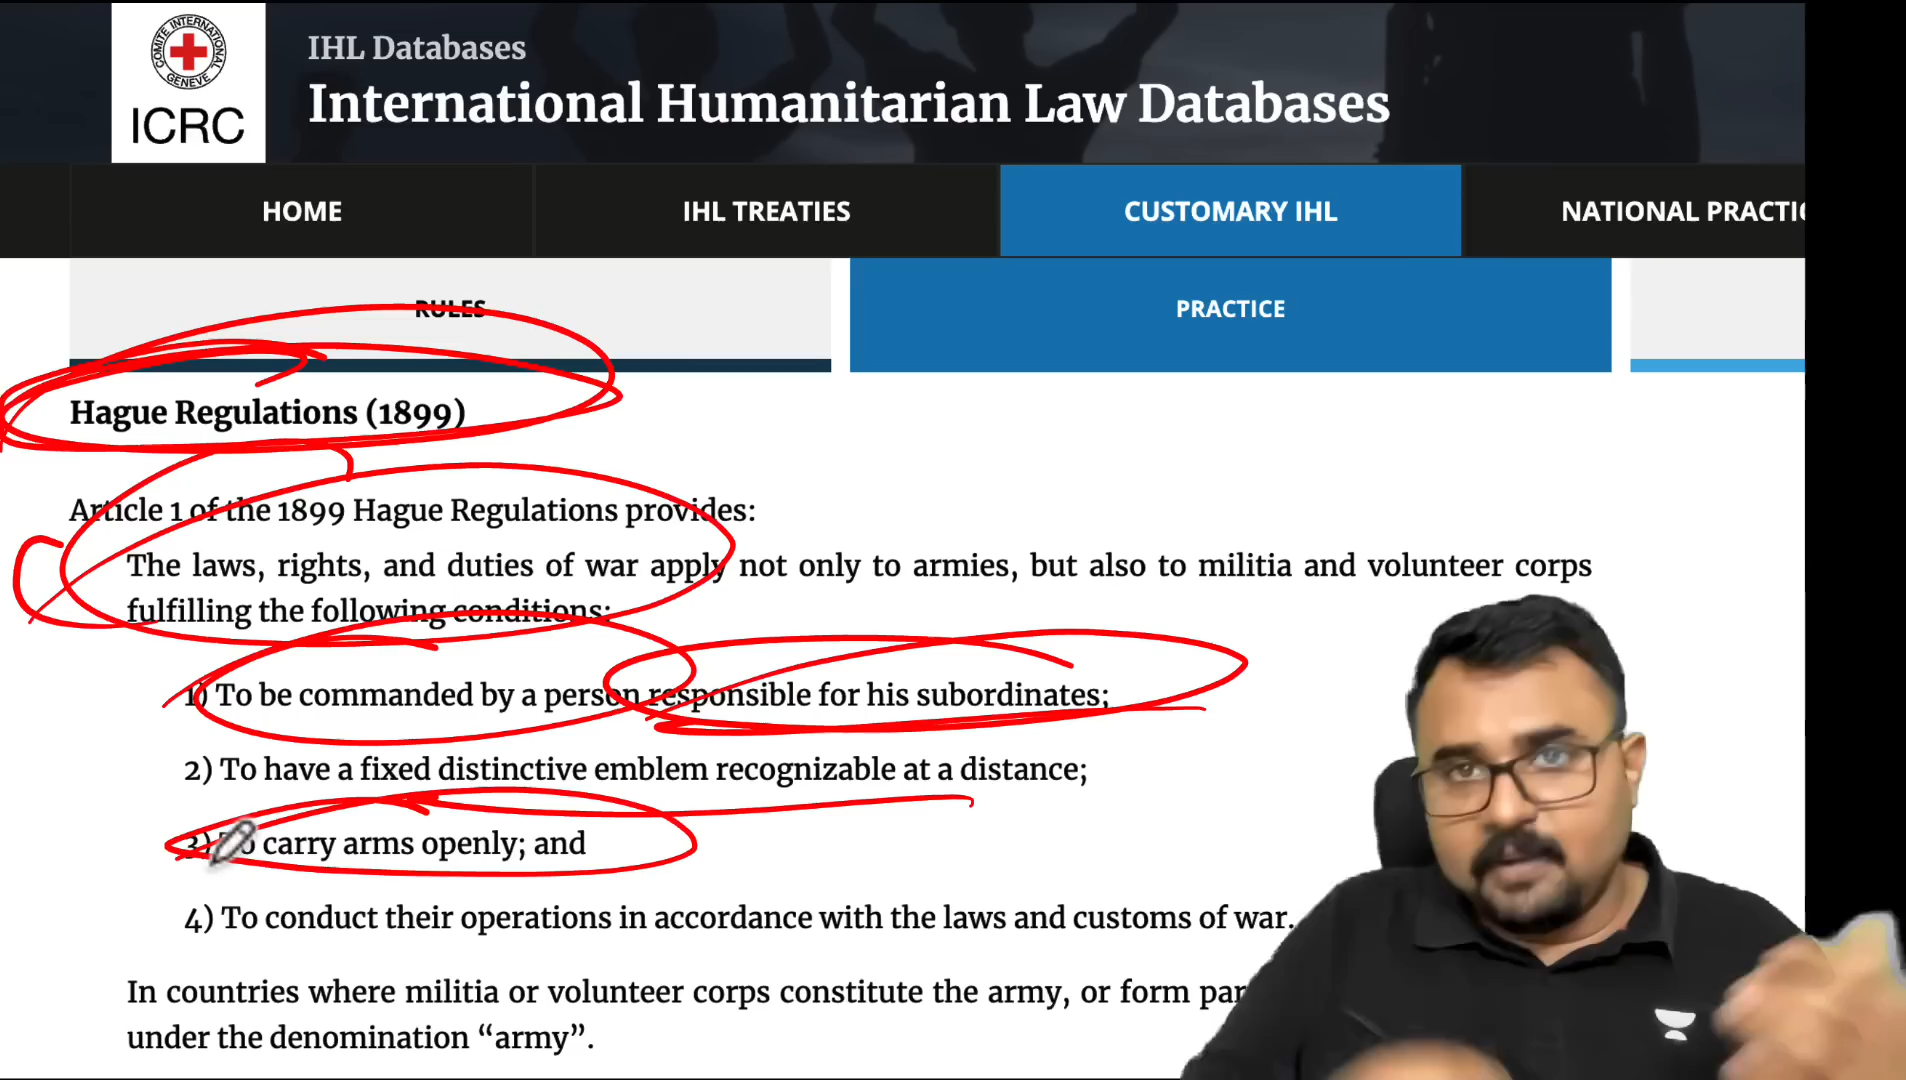 COMITÉ INTERNATIONAL GENEVE
ICRC
IHL Databases
International Humanitarian Law Databases
HOME
IHL TREATIES
CUSTOMARY IHL
NATIONAL PRACTIC
RULES
PRACTICE
Hague Regulations (1899)
Article 1 of the 1899 Hague Regulations provides:
The laws, rights, and duties of war apply not only to armies, but also to militia and volunteer corps
fulfilling the following conditions:
1) To be commanded by a person responsible for his subordinates;
2) To have a fixed distinctive emblem recognizable at a distance;
3) To carry arms openly; and
4) To conduct their operations in accordance with the laws and customs of war.
In countries where militia or volunteer corps constitute the army, or form par
under the denomination “army”.